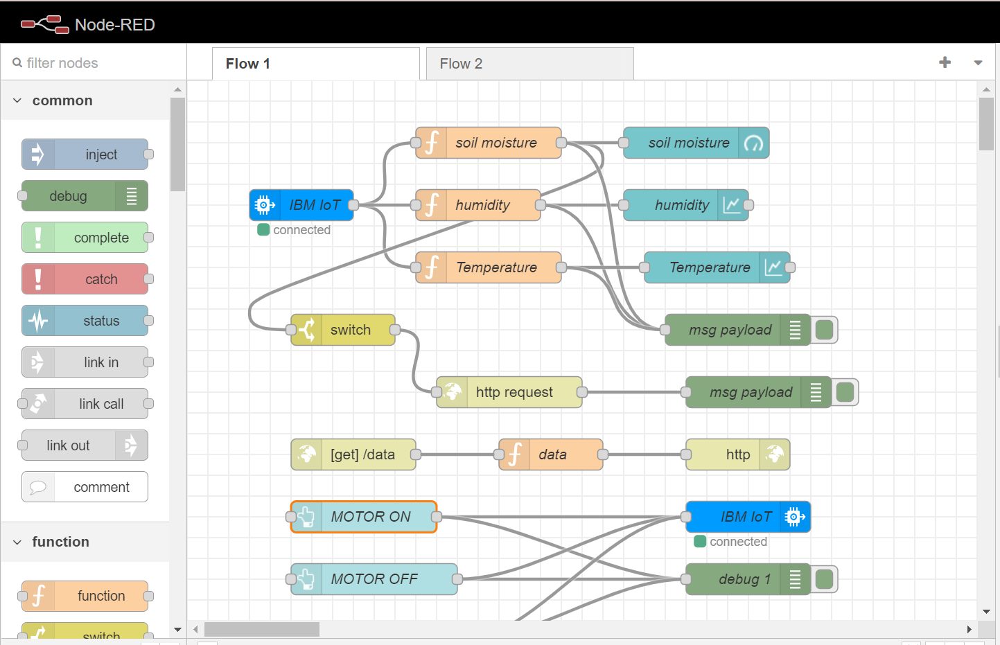 Node-RED
filter nodes
Flow 1
Flow 2
common
inject
debug
complete
catch
status
link in
link call
link out
comment
function
function
switch
soil moisture
soil moisture
IBM IoT
connected
humidity
humidity
Temperature
Temperature
switch
msg payload
http request
msg payload
[get] /data
data
http
MOTOR ON
IBM IoT
connected
MOTOR OFF
debug 1